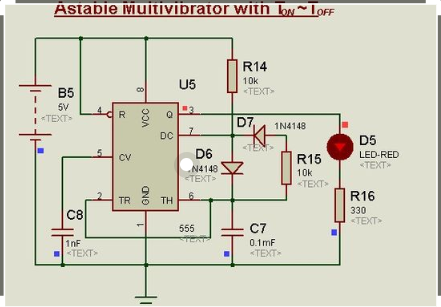 Astable Multivibrator with TON ~TOFF
R14
10k
<TEXT>
B5
5V
<TEXT>
U5
8
4
R
VCC
Q
3
DC
7
D7
1N4148
<TEXT>
D5
LED-RED
<TEXT>
5
CV
D6
1N4148
<TEXT>
R15
10k
<TEXT>
GND
2
TR
TH
6
R16
330
<TEXT>
1
555
<TEXT>
C8
1nF
<TEXT>
C7
0.1mF
<TEXT>